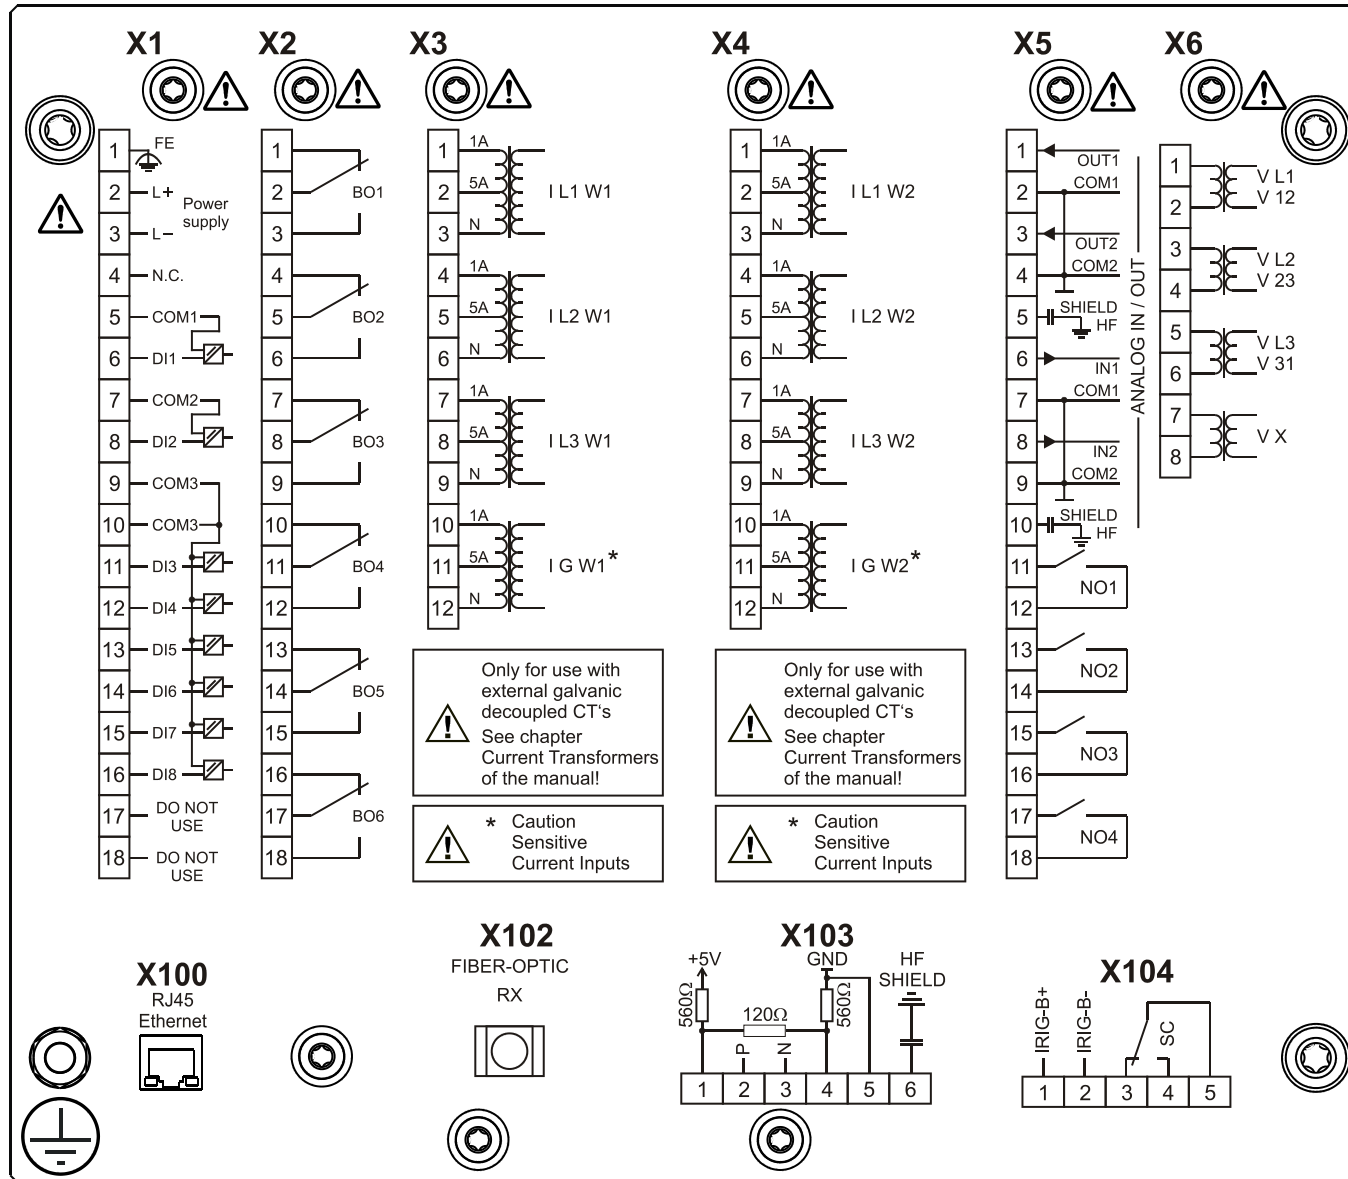 X1
1 FE
2 L+ Power
supply
3 L–
4 N.C.
5 COM1
6 DI1
7 COM2
8 DI2
9 COM3
10 COM3
11 DI3
12 DI4
13 DI5
14 DI6
15 DI7
16 DI8
17 DO NOT
USE
18 DO NOT
USE
X2
1
2 BO1
3
4
5 BO2
6
7
8 BO3
9
10
11 BO4
12
13
14 BO5
15
16
17 BO6
18
X3
1 1A
2 5A I L1 W1
3 N
4 1A
5 5A I L2 W1
6 N
7 1A
8 5A I L3 W1
9 N
10 1A
11 5A I G W1*
12 N
Only for use with
external galvanic
decoupled CT's
See chapter
Current Transformers
of the manual!
* Caution
Sensitive
Current Inputs
X4
1 1A
2 5A I L1 W2
3 N
4 1A
5 5A I L2 W2
6 N
7 1A
8 5A I L3 W2
9 N
10 1A
11 5A I G W2*
12 N
Only for use with
external galvanic
decoupled CT's
See chapter
Current Transformers
of the manual!
* Caution
Sensitive
Current Inputs
X5
1 OUT1
2 COM1
3 OUT2
4 COM2
5 SHIELD
HF
6 IN1
7 COM1
8 IN2
9 COM2
10 SHIELD
HF
ANALOG IN / OUT
11
NO1
12
13
NO2
14
15
NO3
16
17
NO4
18
X6
1 V L1
2 V 12
3 V L2
4 V 23
5 V L3
6 V 31
7
V X
8
X100
RJ45
Ethernet
X102
FIBER-OPTIC
RX
X103
+5V GND HF
SHIELD
560Ω 120Ω 560Ω
P N
1 2 3 4 5 6
X104
IRIG-B+ IRIG-B- SC
1 2 3 4 5